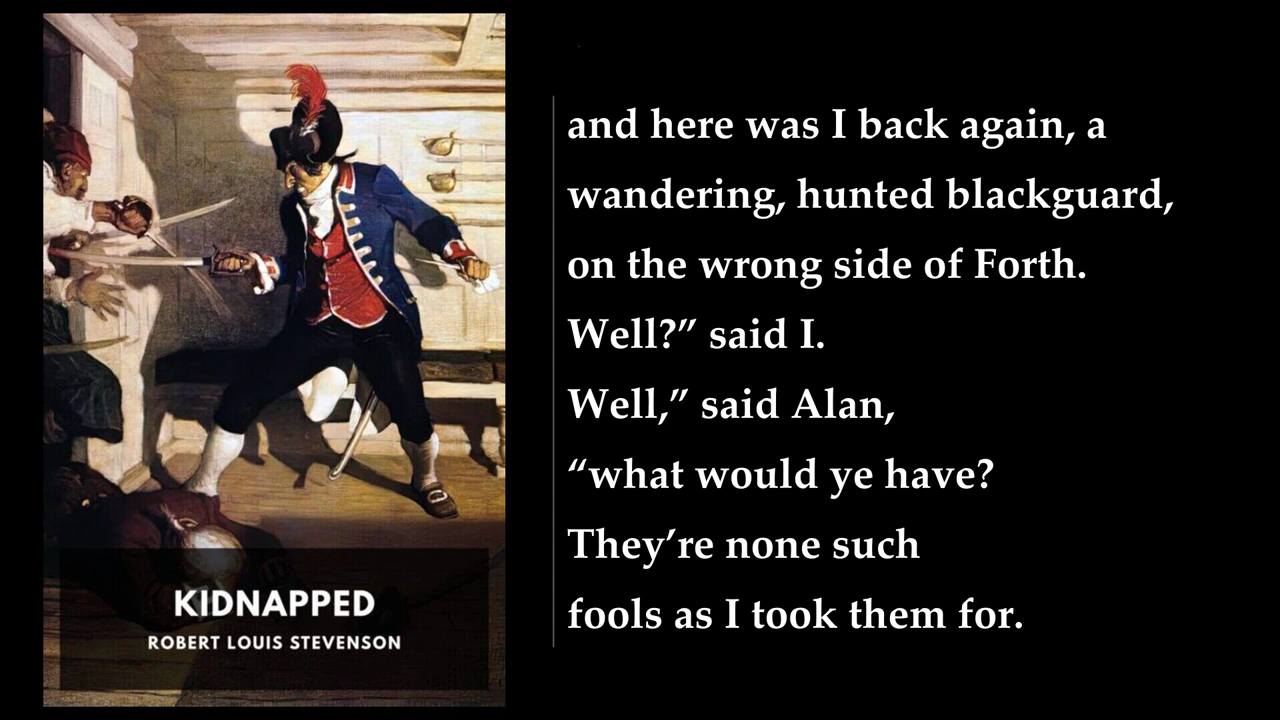 KIDNAPPED
ROBERT LOUIS STEVENSON
and here was I back again, a
wandering, hunted blackguard,
on the wrong side of Forth.
Well?” said I.
Well,” said Alan,
“what would ye have?
They’re none such
fools as I took them for.